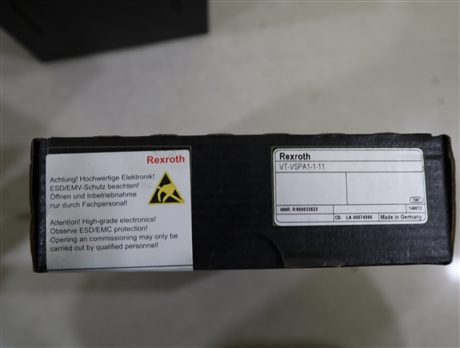 Rexroth
Achtung! Hochwertige Elektronik!
ESD/EMV-Schutz beachten!
Öffnen und Inbetriebnahme
Nur durch Fachpersonal!
Attention! High-grade electronics!
Observe ESD/EMC protection!
Opening an commissioning may only be
carried out by qualified personnel!
Rexroth
VT-VSPA1-1-11
MNR: R900033823
Made in Germany